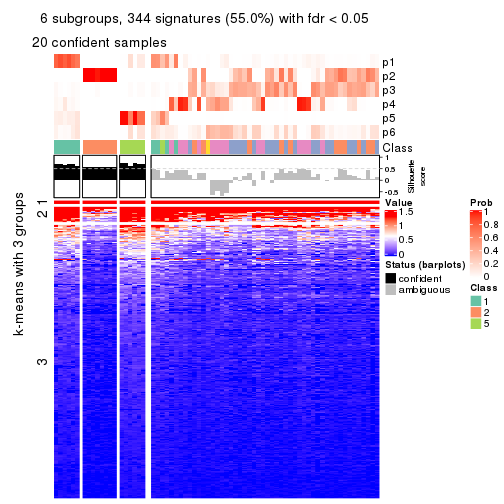 6 subgroups, 344 signatures (55.0%) with fdr < 0.05
20 confident samples
p1
p2
p3
p4
p5
p6
Class
1
0.5
0
-0.5
Silhouette
score
k-means with 3 groups
1
2
3
Value
1.5
1
0.5
0
Status (barplots)
confident
ambiguous
Prob
1
0.8
0.6
0.4
0.2
0
Class
1
2
5